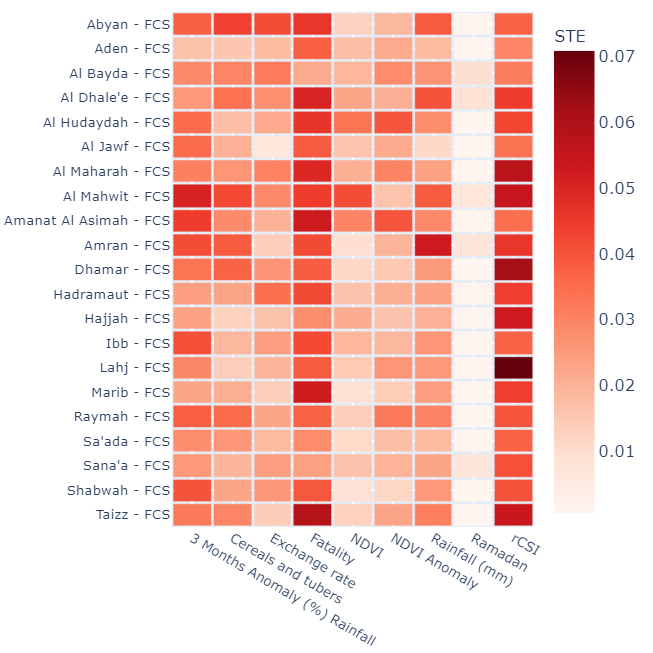 STE
Abyan - FCS
Aden - FCS
Al Bayda - FCS
Al Dhale'e - FCS
Al Hudaydah - FCS
Al Jawf - FCS
Al Maharah - FCS
Al Mahwit - FCS
Amanat Al Asimah - FCS
Amran - FCS
Dhamar - FCS
Hadramaut - FCS
Hajjah - FCS
Ibb - FCS
Lahj - FCS
Marib - FCS
Raymah - FCS
Sa'ada - FCS
Sana'a - FCS
Shabwah - FCS
Taizz - FCS
3 Months Anomaly (%) Rainfall
Cereals and tubers
Exchange rate
Fatality
NDVI
NDVI Anomaly
Rainfall (mm)
Ramadan
rCSI
0.07
0.06
0.05
0.04
0.03
0.02
0.01